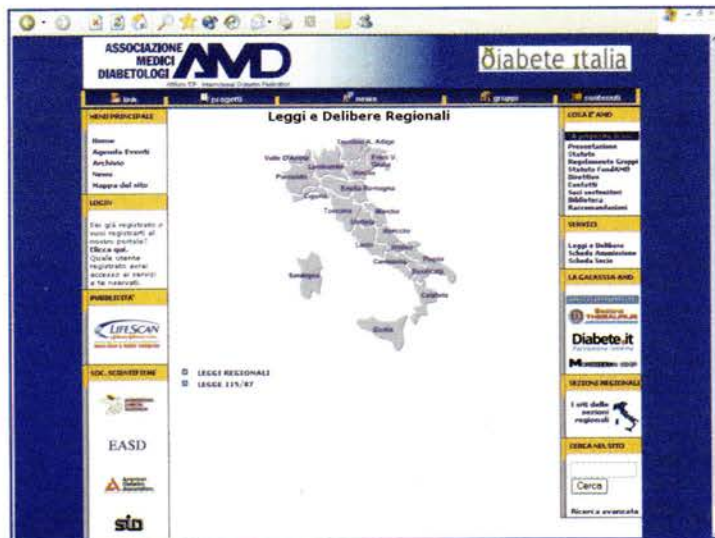 ASSOCIAZIONE
MEDICI
DIABETOLOGI
AMD
Diabete Italia
link
progetti
news
gruppi
contenuti
MENU PRINCIPALE
Home
Agenda Eventi
Archivio
News
Mappa del sito
LOGIN
Sei già registrato o
vuoi registrarti al
nostro portale?
Clicca qui.
Quale utente
registrato avrai
accesso ai servizi
a te riservati.
PUBBLICITA'
LIFESCAN
SOC. SCIENTIFICHE
EASD
American
Diabetes
Association
sid
Leggi e Delibere Regionali
Trentino A. Adige
Valle D'Aosta
Lombardia
Friuli V.
Giulia
Veneto
Piemonte
Emilia Romagna
Liguria
Toscana
Marche
Umbria
Abruzzo
Lazio
Molise
Campania
Puglia
Basilicata
Sardegna
Calabria
Sicilia
LEGGI REGIONALI
LEGGE 115/87
COSA E' AMD
Presentazione
Statuto
Regolamento Gruppi
Statuto FondAMD
Direttivo
Contatti
Soci sostenitori
Biblioteca
Raccomandazioni
SERVIZI
Leggi e Delibere
Scheda Ammissione
Scheda Socio
LA GALASSIA AMD
THESAURUS
Diabete.it
SEZIONI REGIONALI
I siti delle
sezioni
regionali
CERCA NEL SITO
Cerca
Ricerca avanzata